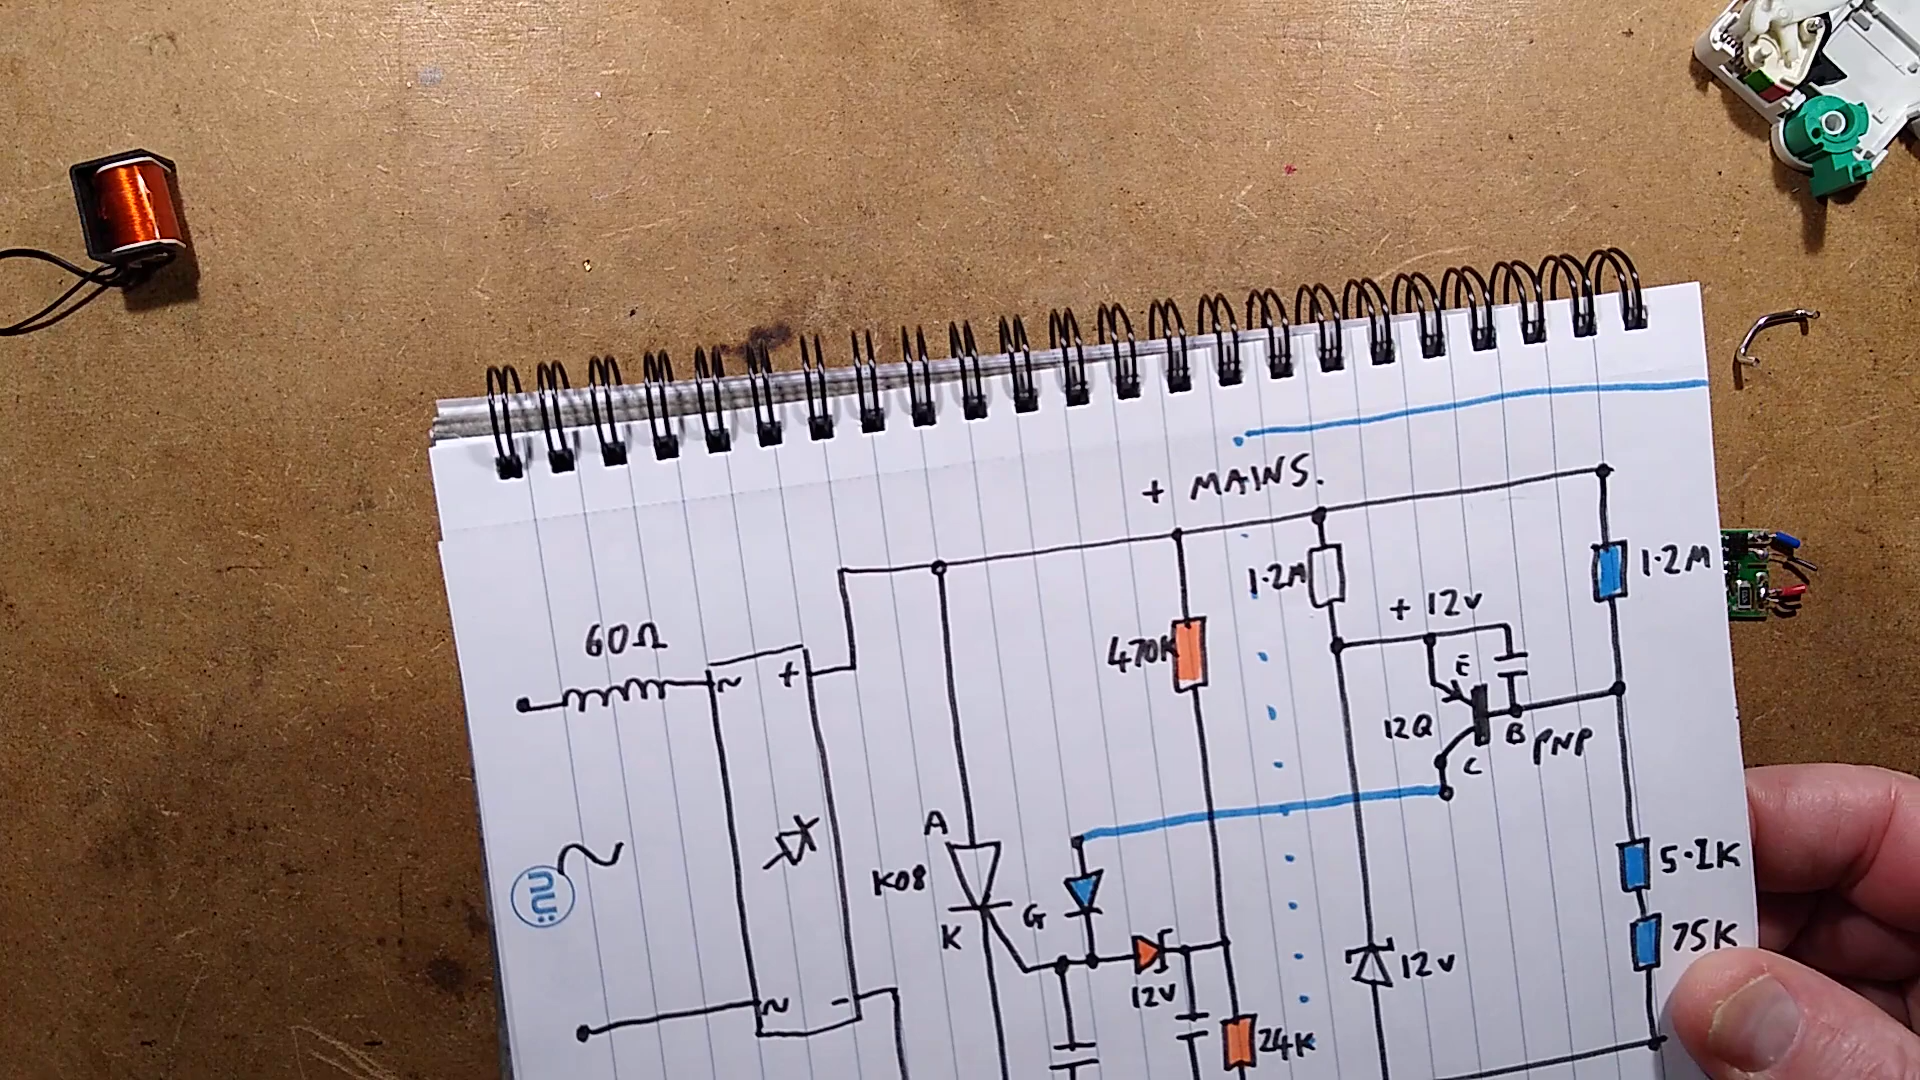 + MAINS.
60Ω
~ +
470K
1.2M
+ 12V
1.2M
E
12Q
B PNP
C
A
K08
K
G
12V
5.1K
75K
12V
~ -
24K